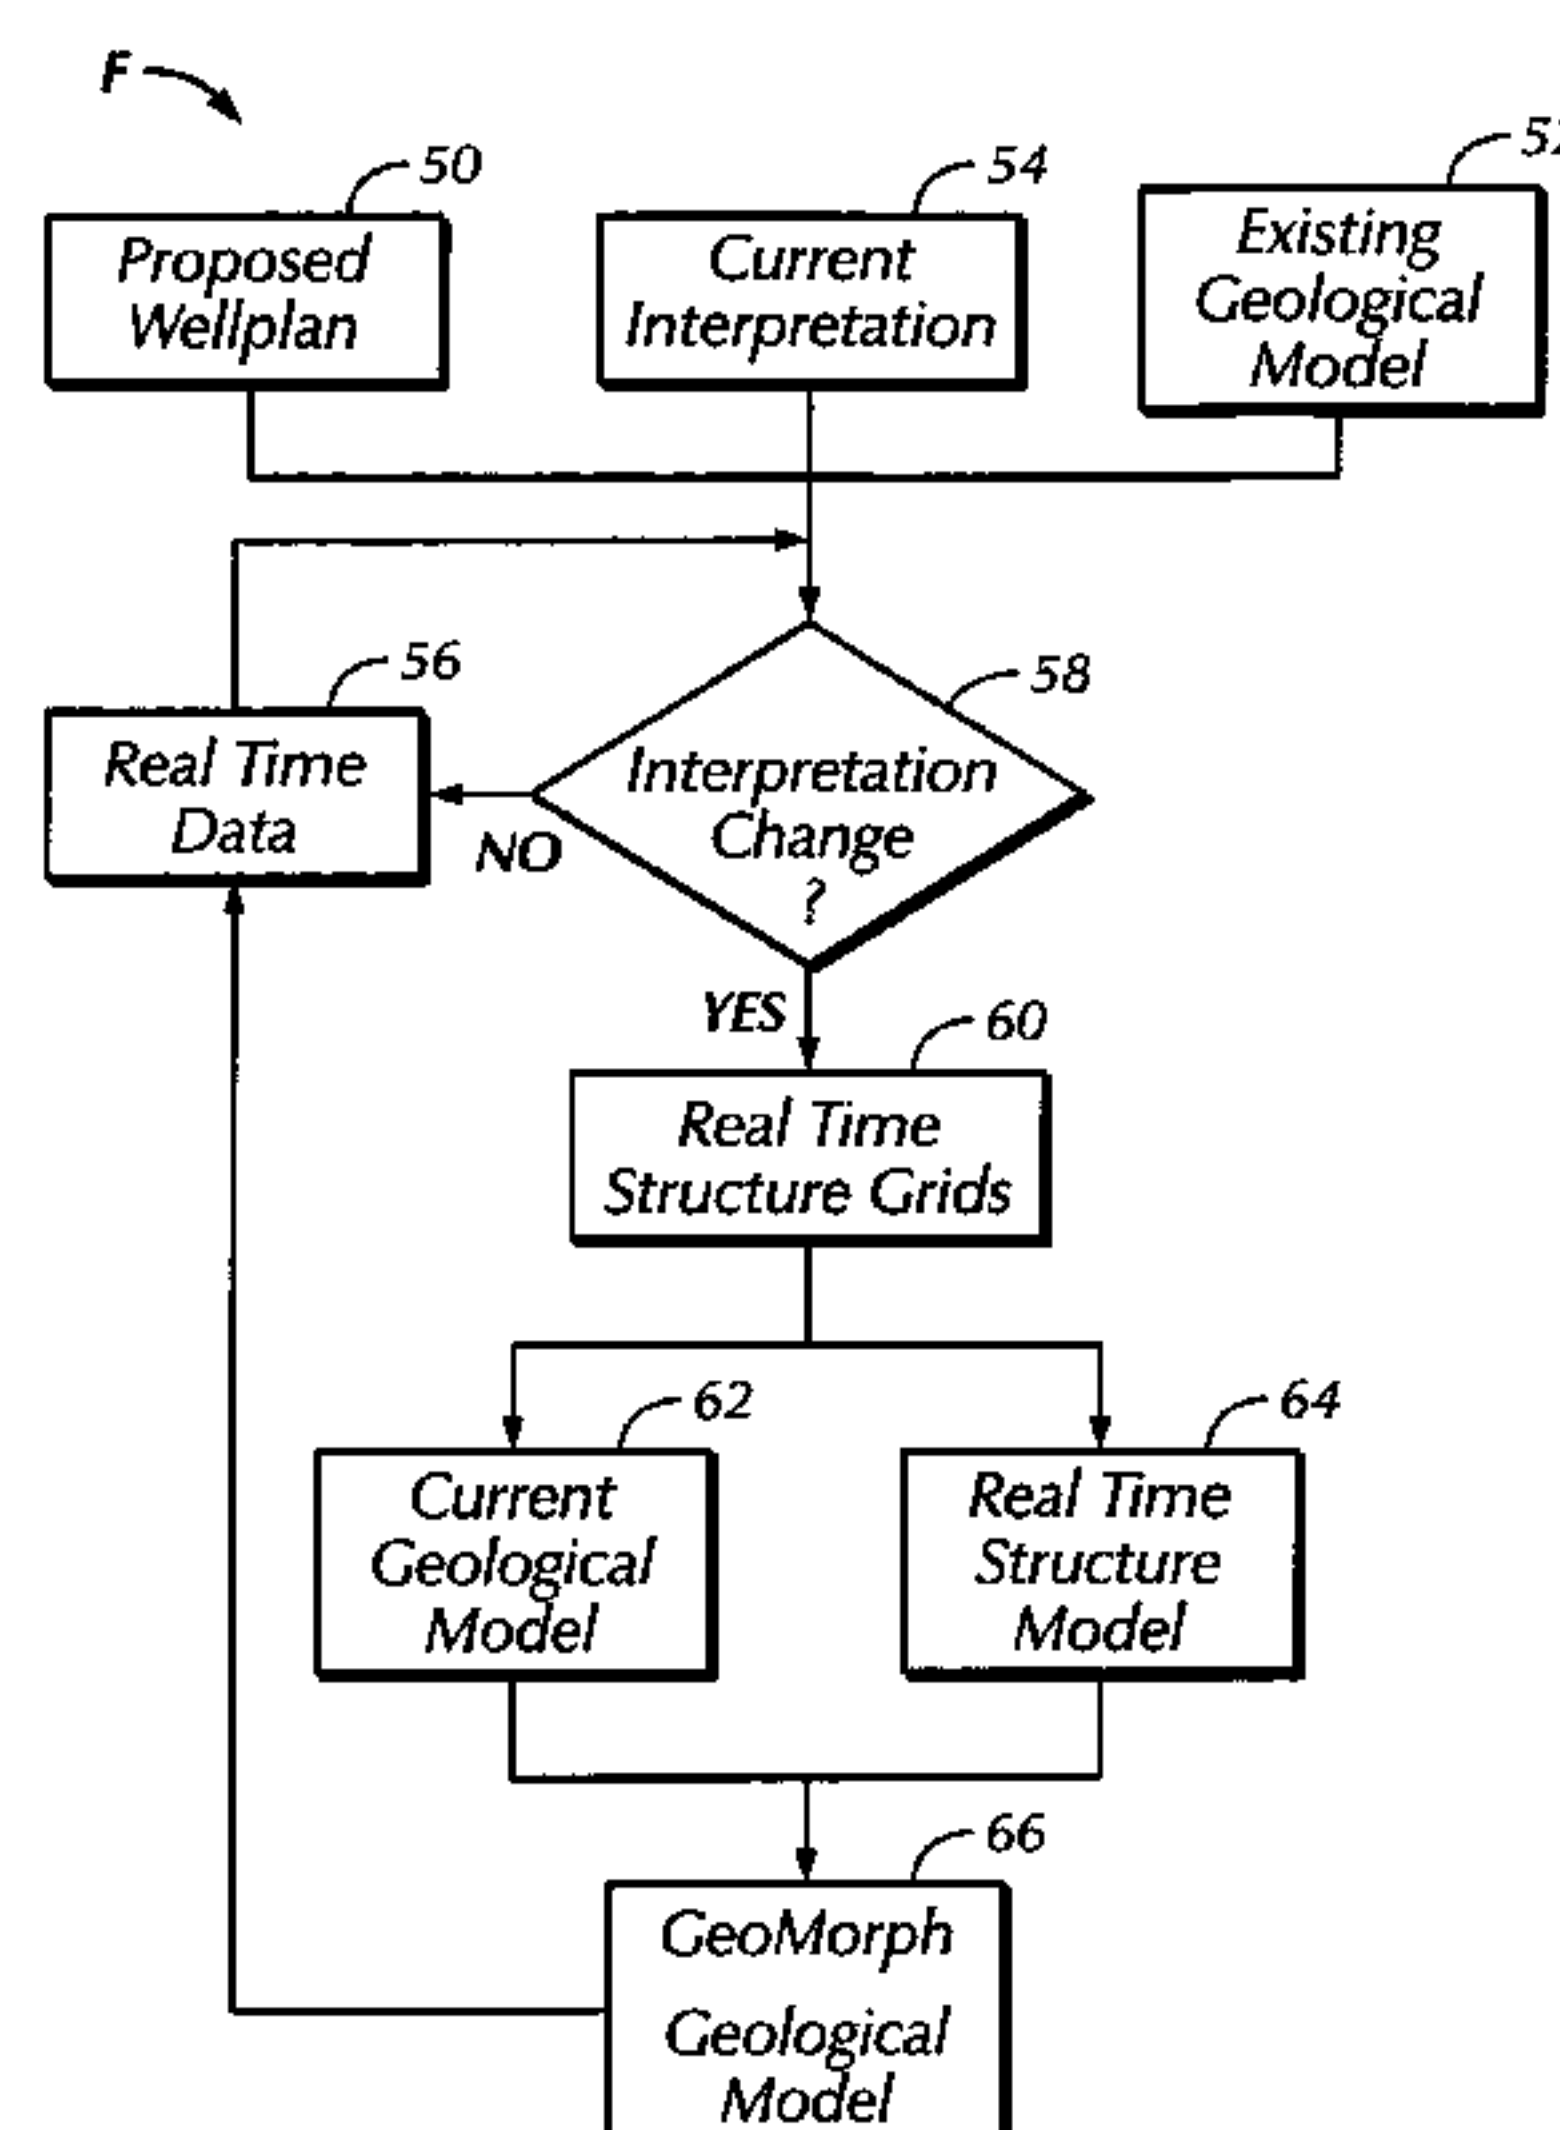 F
50
54
Proposed
Wellplan
Current
Interpretation
Existing
Geological
Model
56
58
Real Time
Data
Interpretation
Change
?
NO
YES
60
Real Time
Structure Grids
62
64
Current
Geological
Model
Real Time
Structure
Model
66
GeoMorph
Geological
Model